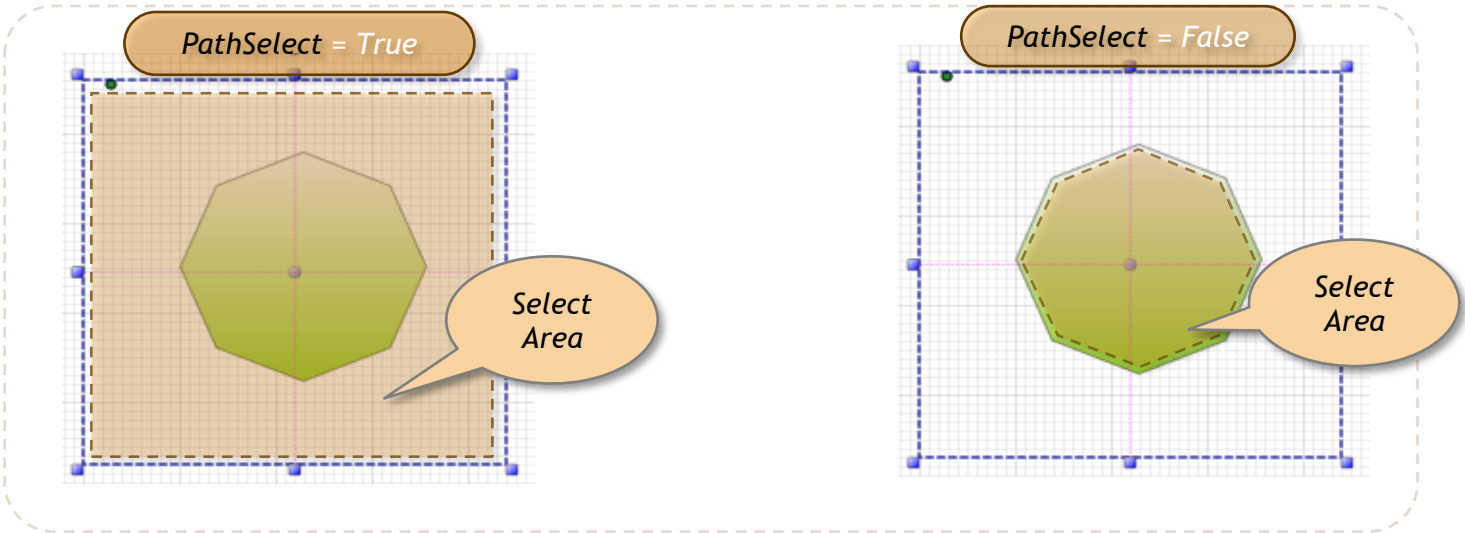 PathSelect = True
PathSelect = False
Select
Area
Select
Area